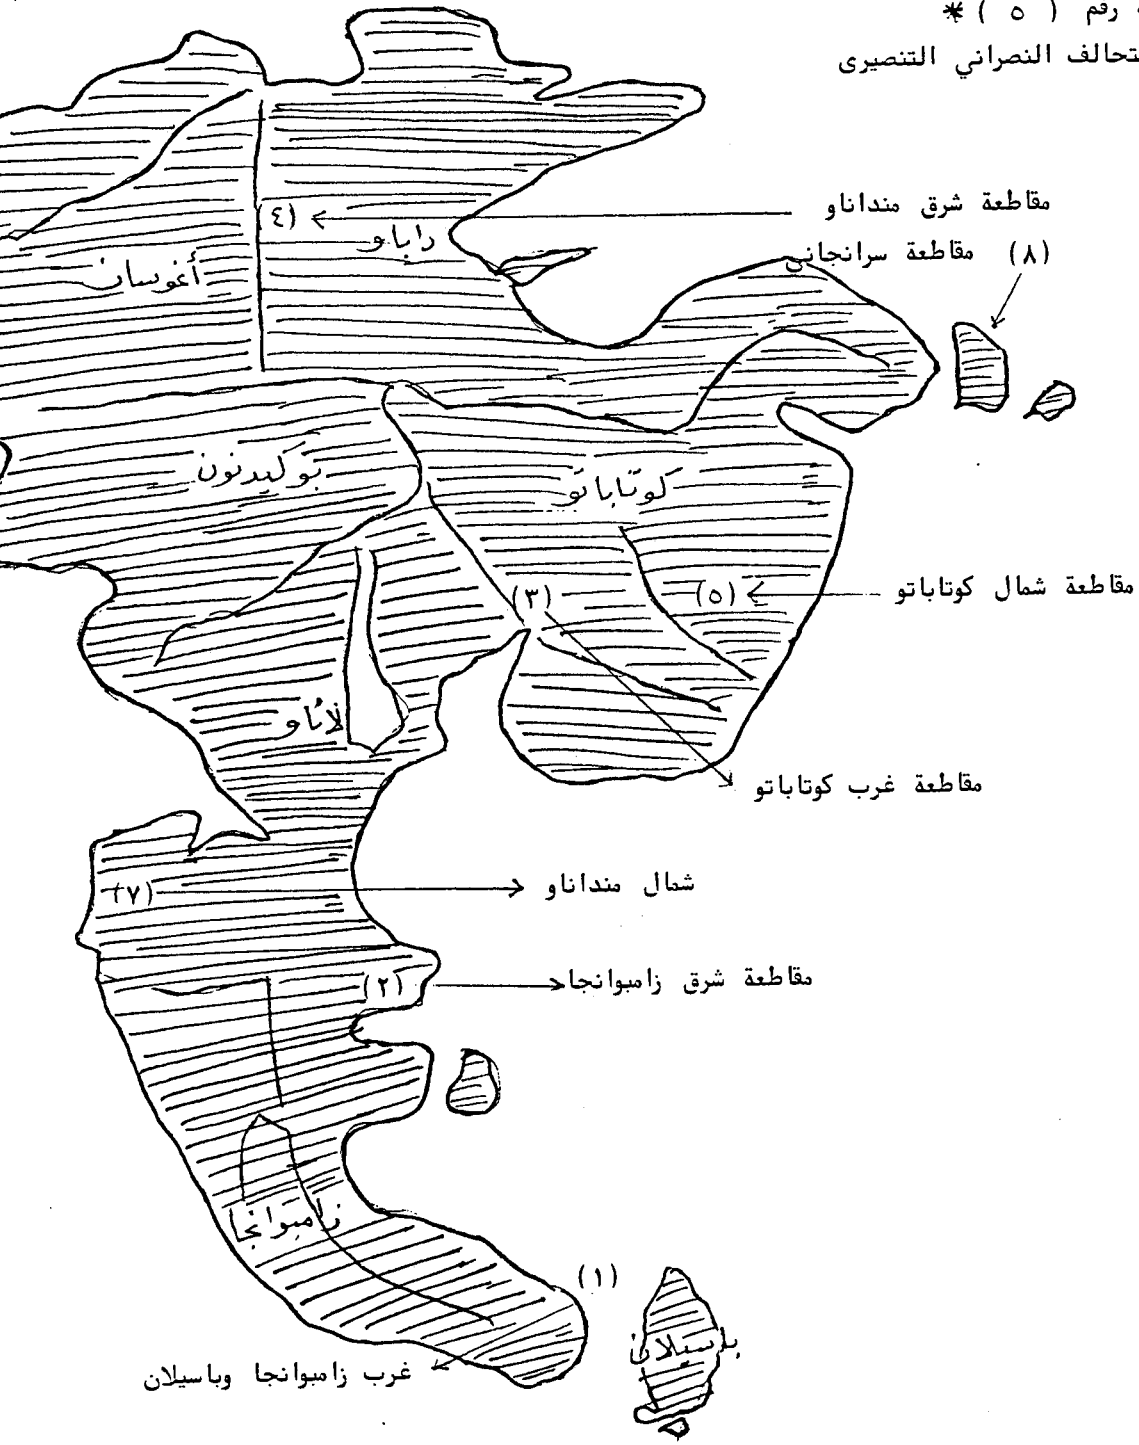 رقم ( ٥ ) *
تحالف النصراني التنصيرى
مقاطعة شرق منداناو
(٤)
داباو
(٨) مقاطعة سرانجاني
أغوسان
بوكيدنون
كوتاباتو
مقاطعة شمال كوتاباتو
(٥)
(٣)
لاناو
مقاطعة غرب كوتاباتو
(٧)
شمال منداناو
(٢)
مقاطعة شرق زامبوانجا
زامبوانجا
(١)
باسيلان
غرب زامبوانجا وباسيلان